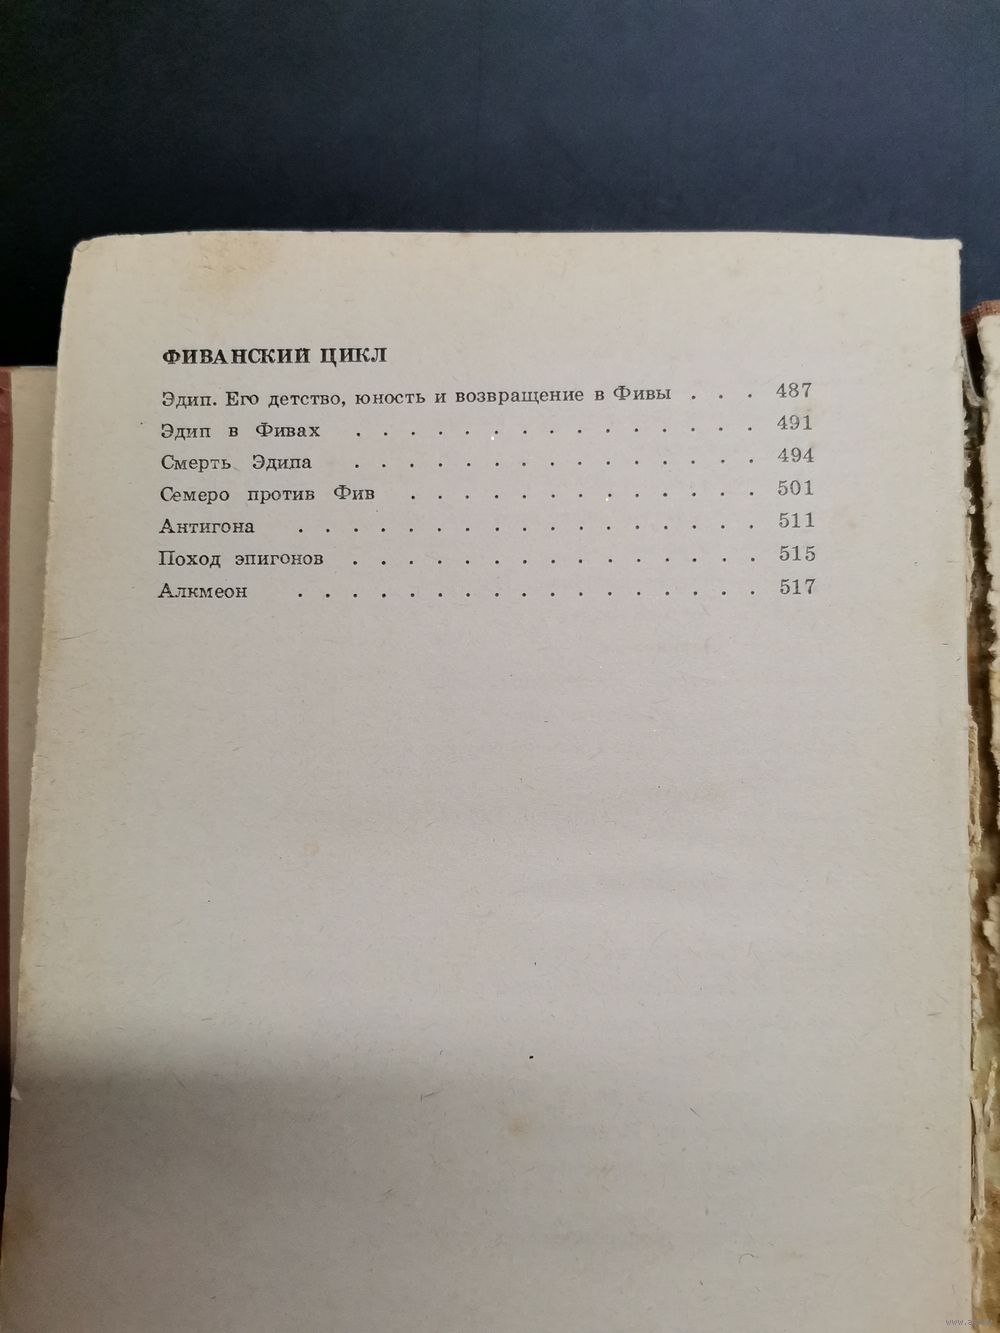 ФИВАНСКИЙ ЦИКЛ
Эдип. Его детство, юность и возвращение в Фивы . . . 487
Эдип в Фивах . . . . . . . . . . . . . . . 491
Смерть Эдипа . . . . . . . . . . . . . . . 494
Семеро против Фив . . . . . . . . . . . . . 501
Антигона . . . . . . . . . . . . . . . . . 511
Поход эпигонов . . . . . . . . . . . . . . . 515
Алкмеон . . . . . . . . . . . . . . . . . 517